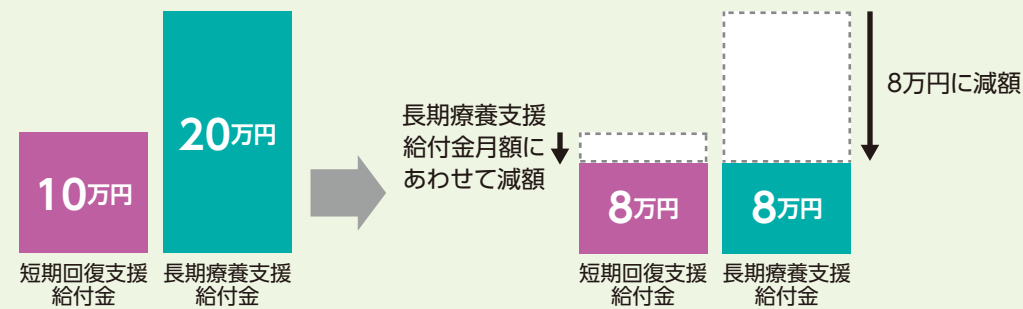 10万円
20万円
短期回復支援
給付金
長期療養支援
給付金
長期療養支援
給付金月額に
あわせて減額
8万円に減額
8万円
8万円
短期回復支援
給付金
長期療養支援
給付金